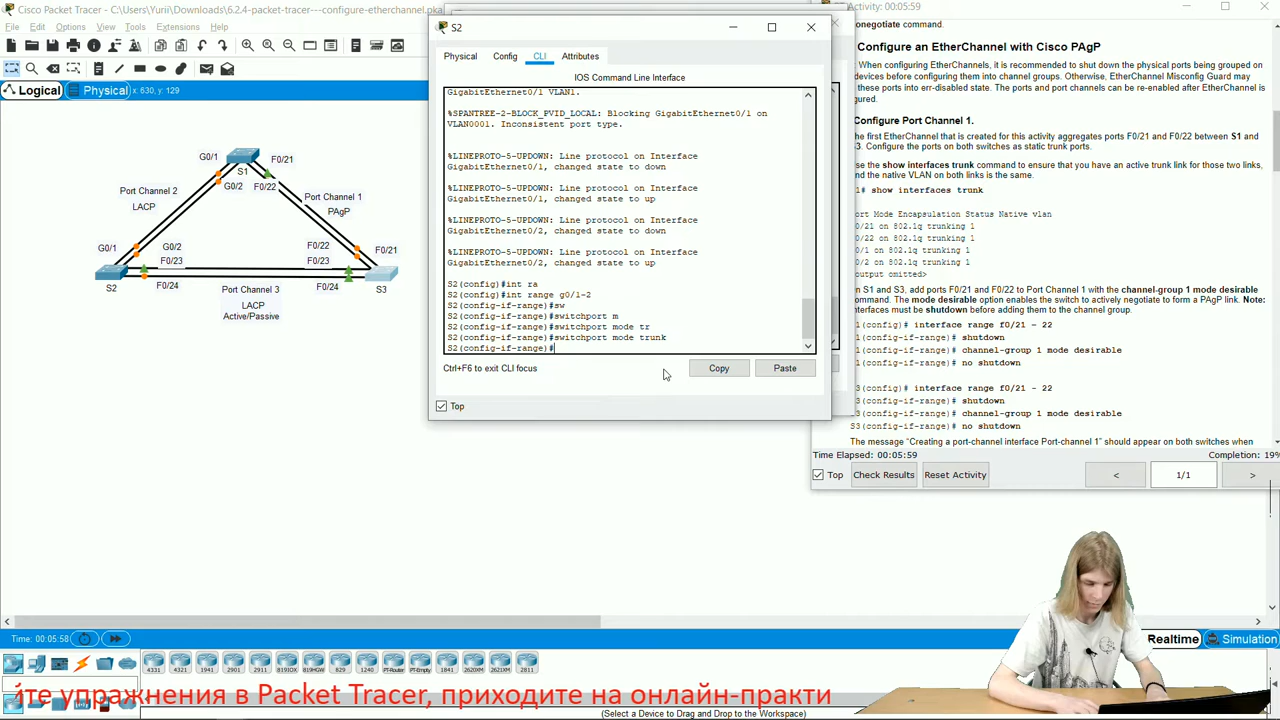 Cisco Packet Tracer - C:\Users\Yurii\Downloads\6.2.4-packet-tracer---configure-etherchannel.pka
File Edit Options View Tools Extensions Help
Logical Physical x: 630, y: 129
G0/1 F0/21
S1
G0/2 F0/22
Port Channel 2
LACP
Port Channel 1
PAgP
G0/1 G0/2 F0/22 F0/21
F0/23 F0/23
S2 F0/24 F0/24 S3
Port Channel 3
LACP
Active/Passive
S2
Physical Config CLI Attributes
IOS Command Line Interface
GigabitEthernet0/1 VLAN1.
%SPANTREE-2-BLOCK_PVID_LOCAL: Blocking GigabitEthernet0/1 on
VLAN0001. Inconsistent port type.
%LINEPROTO-5-UPDOWN: Line protocol on Interface
GigabitEthernet0/1, changed state to down
%LINEPROTO-5-UPDOWN: Line protocol on Interface
GigabitEthernet0/1, changed state to up
%LINEPROTO-5-UPDOWN: Line protocol on Interface
GigabitEthernet0/2, changed state to down
%LINEPROTO-5-UPDOWN: Line protocol on Interface
GigabitEthernet0/2, changed state to up
S2(config)#int ra
S2(config)#int range g0/1-2
S2(config-if-range)#sw
S2(config-if-range)#switchport m
S2(config-if-range)#switchport mode tr
S2(config-if-range)#switchport mode trunk
S2(config-if-range)#
Ctrl+F6 to exit CLI focus
Copy Paste
Top
Activity: 00:05:59
onegotiate command.
Configure an EtherChannel with Cisco PAgP
When configuring EtherChannels, it is recommended to shut down the physical ports being grouped on
devices before configuring them into channel groups. Otherwise, EtherChannel Misconfig Guard may
these ports into err-disabled state. The ports and port channels can be re-enabled after EtherChannel is
gured.
Configure Port Channel 1.
he first EtherChannel that is created for this activity aggregates ports F0/21 and F0/22 between S1 and
3. Configure the ports on both switches as static trunk ports.
se the show interfaces trunk command to ensure that you have an active trunk link for those two links,
nd the native VLAN on both links is the same.
1# show interfaces trunk
ort Mode Encapsulation Status Native vlan
0/21 on 802.1q trunking 1
0/22 on 802.1q trunking 1
0/1 on 802.1q trunking 1
0/2 on 802.1q trunking 1
output omitted>
n S1 and S3, add ports F0/21 and F0/22 to Port Channel 1 with the channel-group 1 mode desirable
ommand. The mode desirable option enables the switch to actively negotiate to form a PAgP link. Note:
nterfaces must be shutdown before adding them to the channel group.
1(config)# interface range f0/21 - 22
1(config-if-range)# shutdown
1(config-if-range)# channel-group 1 mode desirable
1(config-if-range)# no shutdown
3(config)# interface range f0/21 - 22
3(config-if-range)# shutdown
3(config-if-range)# channel-group 1 mode desirable
S3(config-if-range)# no shutdown
The message “Creating a port-channel interface Port-channel 1” should appear on both switches when
Time Elapsed: 00:05:59 Completion: 19%
Top Check Results Reset Activity < 1/1 >
Time: 00:05:58 Realtime Simulation
4331 4321 1941 2901 2911 819IOX 819HGW 829 1240 PT-Router PT-Empty 1841 2620XM 2621XM 2811
йте упражнения в Packet Tracer, приходите на онлайн-практи
(Select a Device to Drag and Drop to the Workspace)